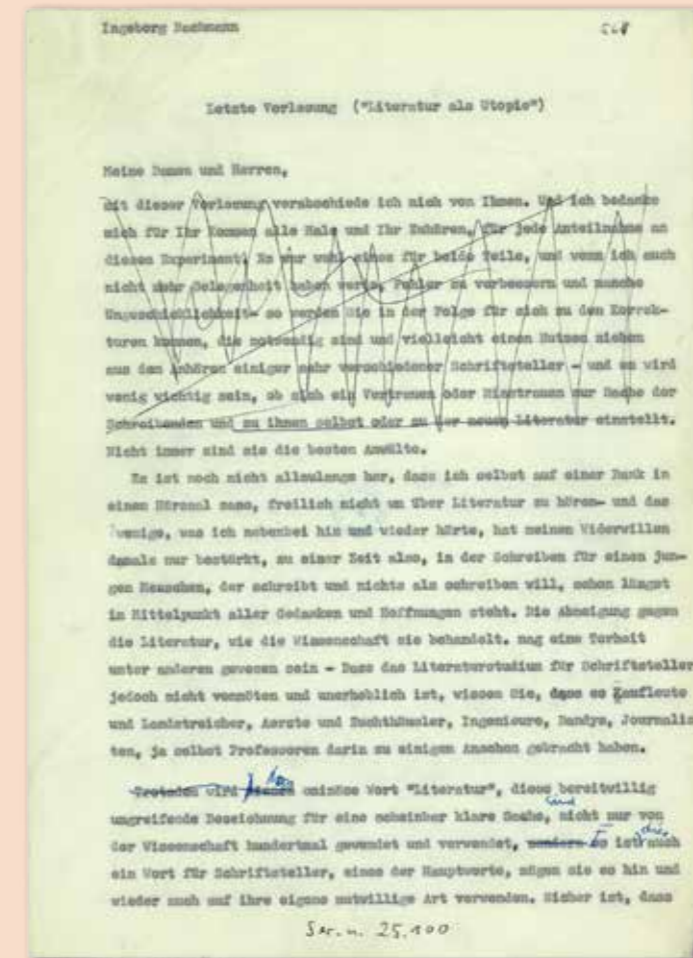 Ingeborg Bachmann
Letzte Vorlesung ("Literatur als Utopie")
Meine Damen und Herren,
mit dieser Vorlesung verabschiede ich mich von Ihnen. Und ich bedanke
mich für Ihr Kommen alle Male und Ihr Zuhören, für jede Anteilnahme an
diesem Experiment. Es war wohl eines für beide Teile, und wenn ich auch
nicht mehr Gelegenheit haben werde, Fehler zu verbessern und manche
Ungeschicklichkeit- so werden Sie in der Folge für sich zu den Korrek-
turen kommen, die notwendig sind und vielleicht einen Nutzen ziehen
aus dem Anhören einiger sehr verschiedener Schriftsteller - und es wird
wenig wichtig sein, ob sich ein Vertrauen oder Misstrauen zur Sache der
Schreibenden und zu ihnen selbst oder zu der neuen Literatur einstellt.
Nicht immer sind sie die besten Anwälte.
Es ist noch nicht allzulange her, dass ich selbst auf einer Bank in
einem Hörsaal sass, freilich nicht um über Literatur zu hören- und das
wenige, was ich nebenbei hin und wieder hörte, hat meinen Widerwillen
damals nur bestärkt, zu einer Zeit also, in der Schreiben für einen jun-
gen Menschen, der schreibt und nichts als schreiben will, schon längst
im Mittelpunkt aller Gedanken und Hoffnungen steht. Die Abneigung gegen
die Literatur, wie die Wissenschaft sie behandelt. mag eine Torheit
unter anderen gewesen sein - Dass das Literaturstudium für Schriftsteller
jedoch nicht vonnöten und unerheblich ist, wissen Sie, dass es Kaufleute
und Landstreicher, Aerzte und Zuchthäusler, Ingenieure, Dandys, Journalis
ten, ja selbst Professoren darin zu einigem Ansehen gebracht haben.
Trotzdem wird ominöse Wort "Literatur", diese bereitwillig
umgreifende Bezeichnung für eine scheinbar klare Sache, nicht nur von
der Wissenschaft hundertmal gewendet und verwendet, sondern es ist auch
ein Wort für Schriftsteller, eines der Hauptworte, mögen sie es hin und
wieder auch auf ihre eigene mutwillige Art verwenden. Sicher ist, dass
Ser. n. 25.100